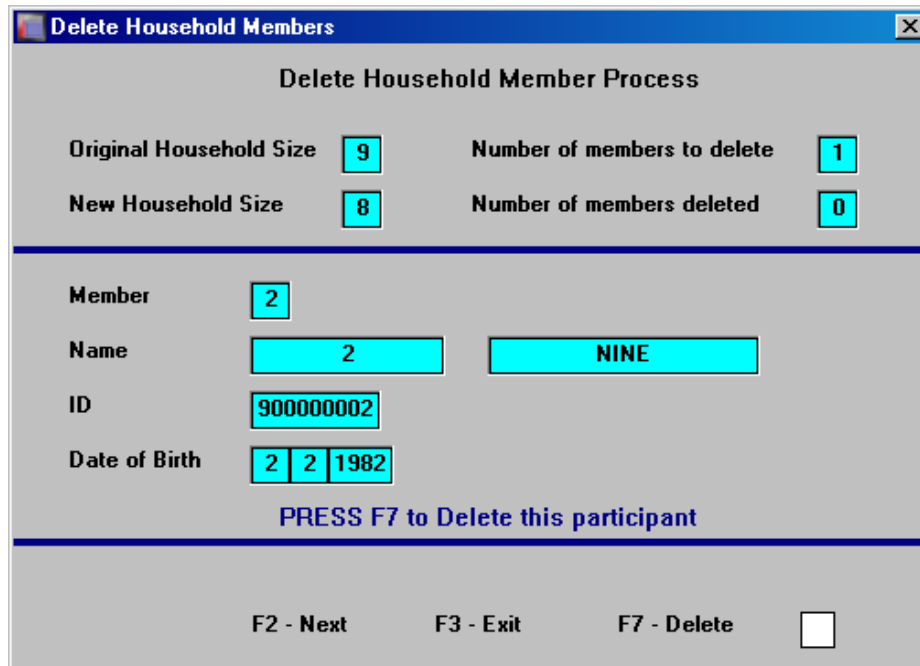 Delete Household Members
Delete Household Member Process
Original Household Size 9 Number of members to delete 1
New Household Size 8 Number of members deleted 0
Member 2
Name 2 NINE
ID 900000002
Date of Birth 2 2 1982
PRESS F7 to Delete this participant
F2 - Next F3 - Exit F7 - Delete